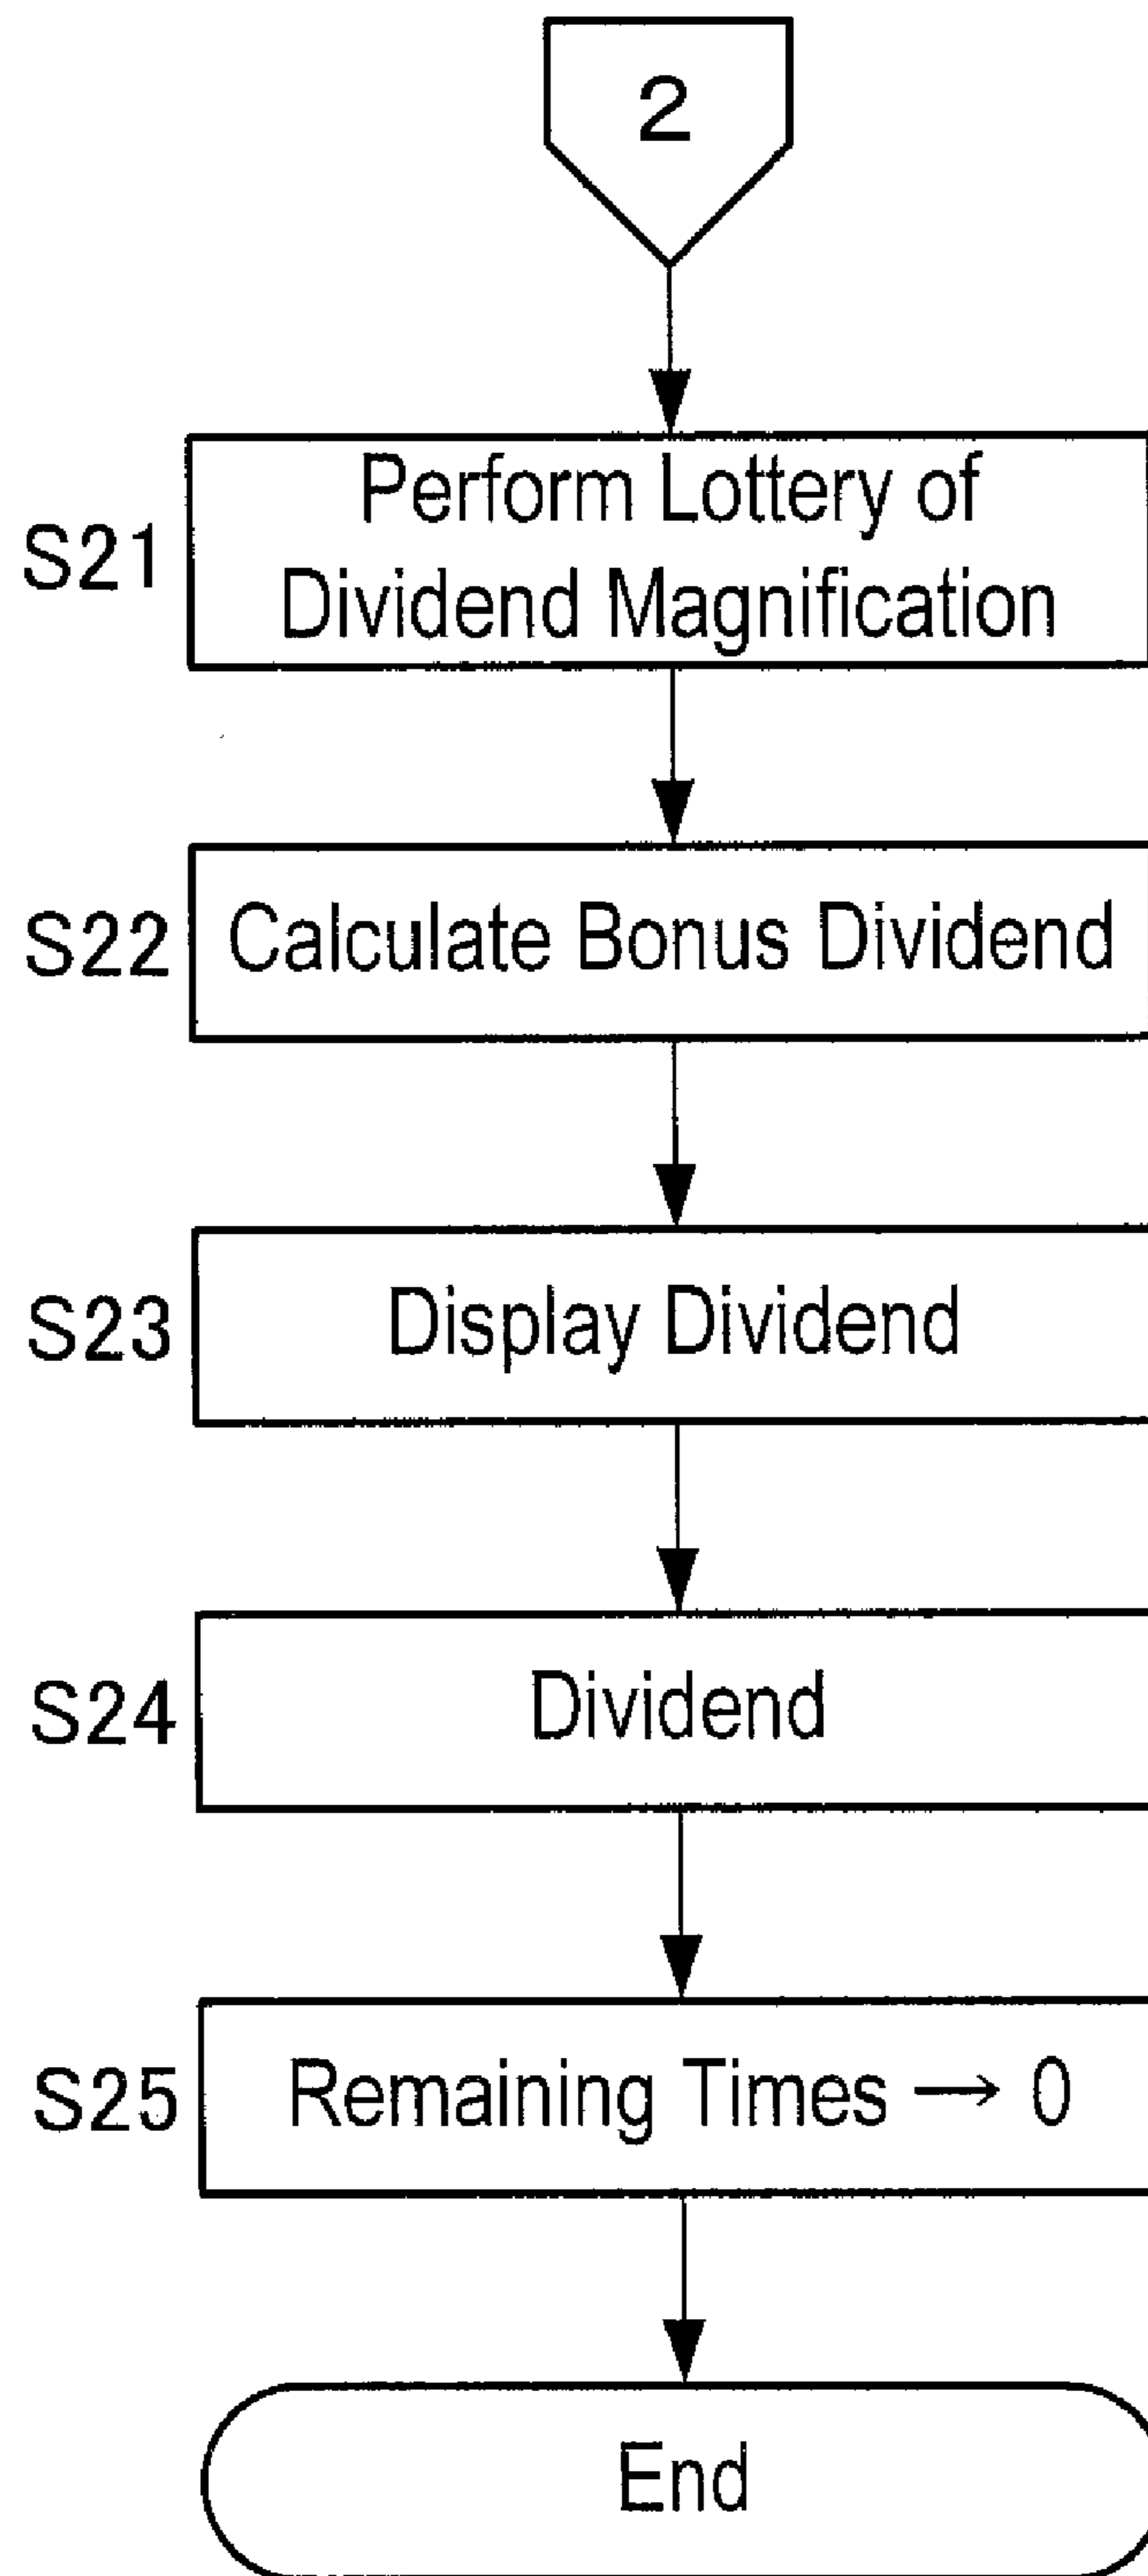 2
S21
Perform Lottery of
Dividend Magnification
S22
Calculate Bonus Dividend
S23
Display Dividend
S24
Dividend
S25
Remaining Times → 0
End